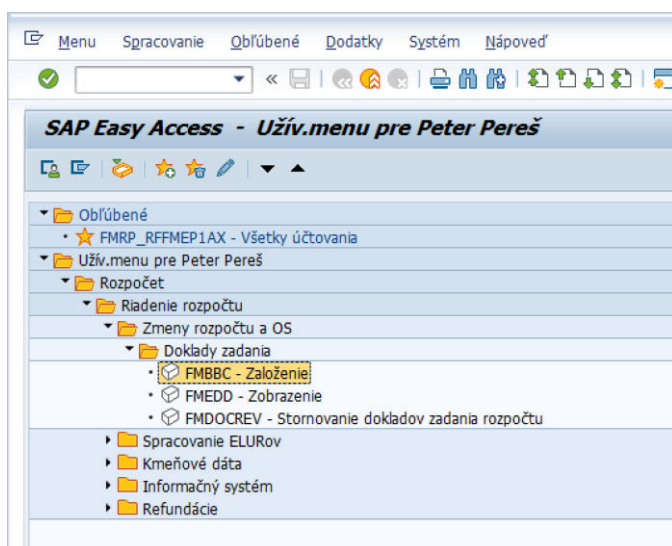 Menu Spracovanie Obľúbené Dodatky Systém Nápoveď
SAP Easy Access - Užív.menu pre Peter Pereš
Obľúbené
FMRP_RFFMEP1AX - Všetky účtovania
Užív.menu pre Peter Pereš
Rozpočet
Riadenie rozpočtu
Zmeny rozpočtu a OS
Doklady zadania
FMBBC - Založenie
FMEDD - Zobrazenie
FMDOCREV - Stornovanie dokladov zadania rozpočtu
Spracovanie ELURov
Kmeňové dáta
Informačný systém
Refundácie